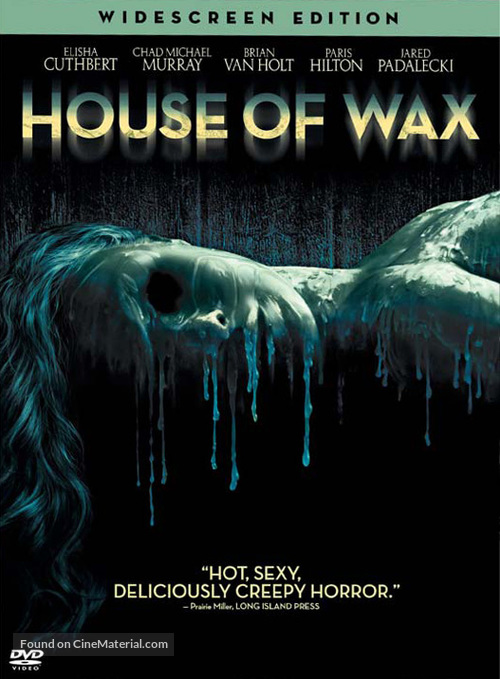 WIDESCREEN EDITION
ELISHA CUTHBERT
CHAD MICHAEL MURRAY
BRIAN VAN HOLT
PARIS HILTON
JARED PADALECKI
HOUSE OF WAX
“HOT, SEXY,
DELICIOUSLY CREEPY HORROR.”
– Prairie Miller, LONG ISLAND PRESS
Found on CineMaterial.com
DVD
VIDEO